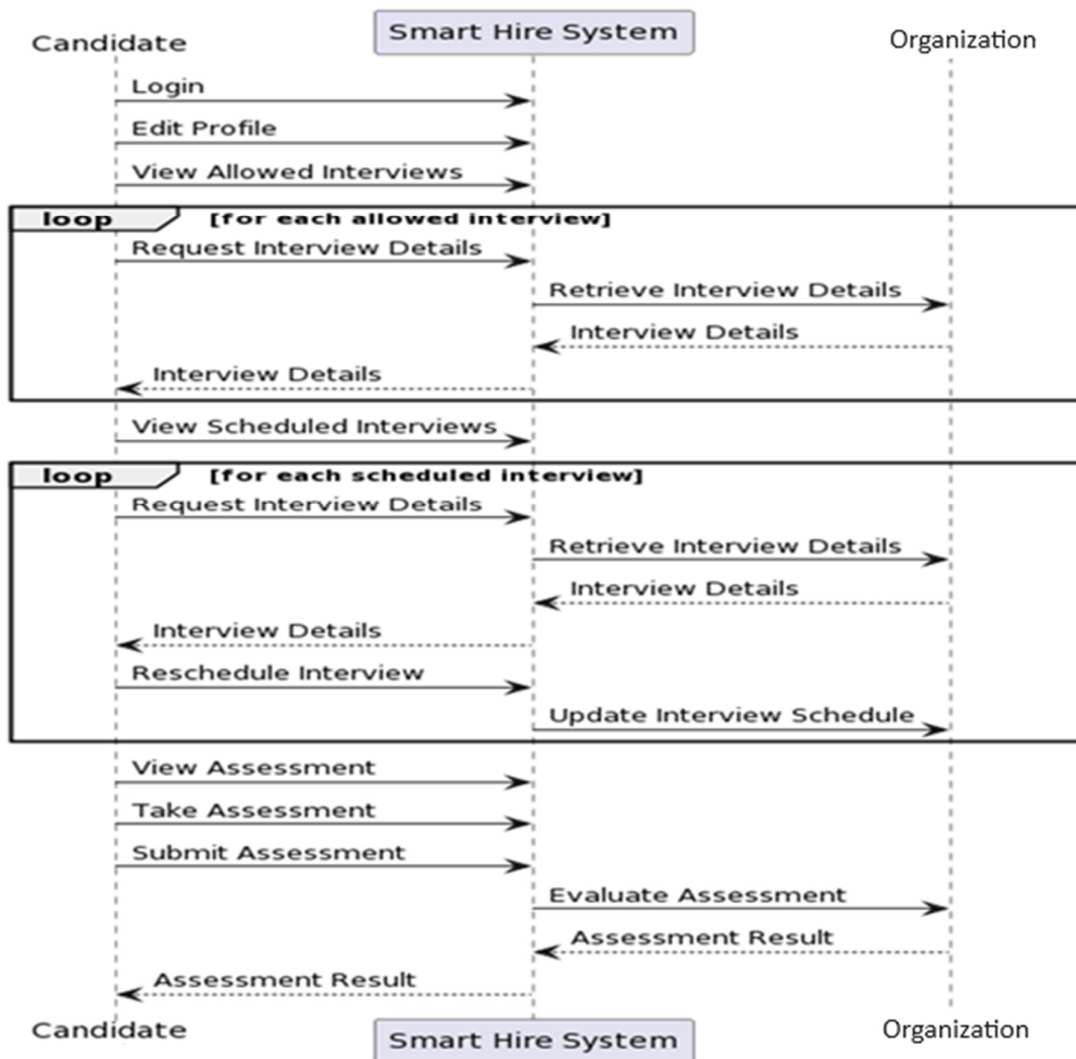 Candidate
Smart Hire System
Organization
Login
Edit Profile
View Allowed Interviews
loop [for each allowed interview]
Request Interview Details
Retrieve Interview Details
Interview Details
Interview Details
View Scheduled Interviews
loop [for each scheduled interview]
Request Interview Details
Retrieve Interview Details
Interview Details
Interview Details
Reschedule Interview
Update Interview Schedule
View Assessment
Take Assessment
Submit Assessment
Evaluate Assessment
Assessment Result
Assessment Result
Candidate
Smart Hire System
Organization